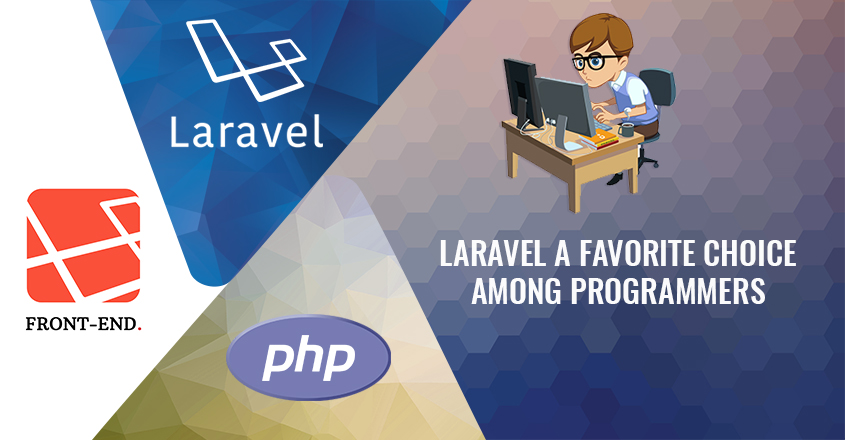 Laravel
FRONT-END.
php
LARAVEL A FAVORITE CHOICE
AMONG PROGRAMMERS